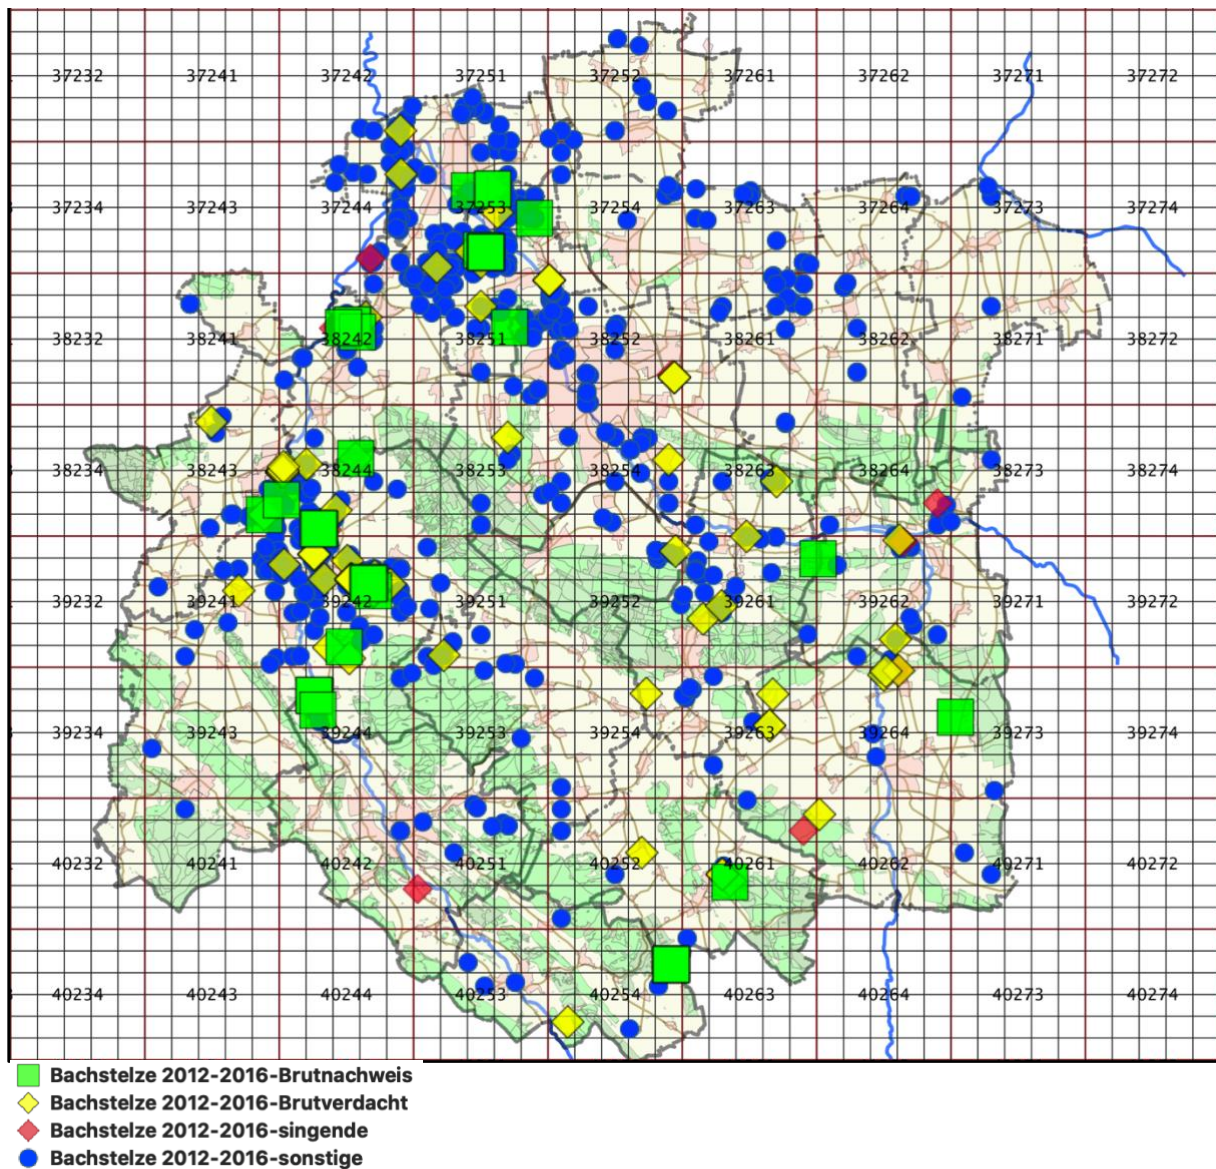 37232 37241 37242 37251 37252 37261 37262 37271 37272
37234 37243 37244 37253 37254 37263 37264 37273 37274
38241 38242 38251 38252 38261 38262 38271 38272
38234 38243 38244 38253 38254 38263 38264 38273 38274
39232 39241 39242 39251 39252 39261 39262 39271 39272
39234 39243 39244 39253 39254 39263 39264 39273 39274
40232 40241 40242 40251 40252 40261 40262 40271 40272
40234 40243 40244 40253 40254 40263 40264 40273 40274
Bachstelze 2012-2016-Brutnachweis
Bachstelze 2012-2016-Brutverdacht
Bachstelze 2012-2016-singende
Bachstelze 2012-2016-sonstige